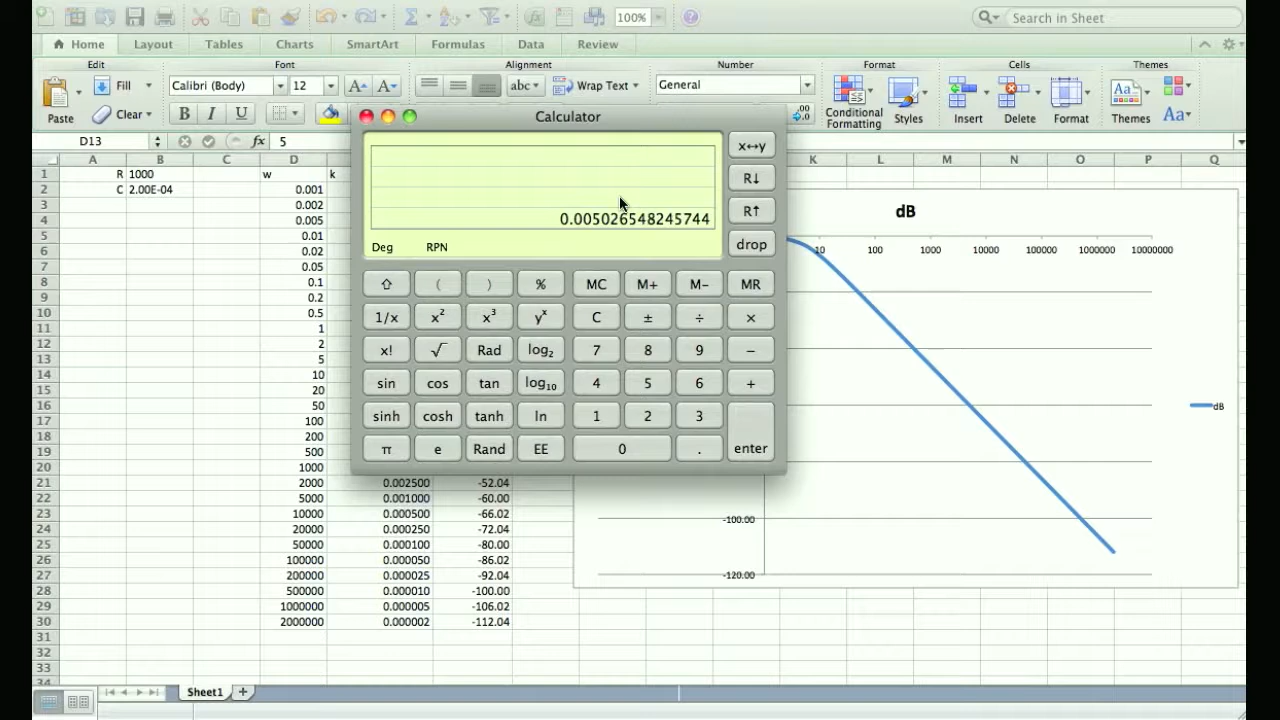 100%
Search in Sheet
Home Layout Tables Charts SmartArt Formulas Data Review
Edit Font Alignment Number Format Cells Themes
Fill Calibri (Body) 12 A A abc Wrap Text General
Paste Clear B I U Conditional Formatting Styles Insert Delete Format Themes Aa
D13 fx 5
A B C D K L M N O P Q
1 R 1000 w k
2 C 2.00E-04 0.001
3 0.002
4 0.005
5 0.01
6 0.02
7 0.05
8 0.1
9 0.2
10 0.5
11 1
12 2
13 5
14 10
15 20
16 50
17 100
18 200
19 500
20 1000
21 2000 0.002500 -52.04
22 5000 0.001000 -60.00
23 10000 0.000500 -66.02
24 20000 0.000250 -72.04
25 50000 0.000100 -80.00
26 100000 0.000050 -86.02
27 200000 0.000025 -92.04
28 500000 0.000010 100.00
29 1000000 0.000005 106.02
30 2000000 0.000002 -112.04
31
32
33
34
Sheet1
Calculator
0.005026548245744
Deg RPN
x↔y
R↓
R↑
drop
⇧ ( ) % MC M+ M- MR
1/x x² x³ yˣ C ± ÷ ×
x! √ Rad log₂ 7 8 9 −
sin cos tan log₁₀ 4 5 6 +
sinh cosh tanh ln 1 2 3
π e Rand EE 0 . enter
dB
10 100 1000 10000 100000 1000000 10000000
-100.00
-120.00
dB